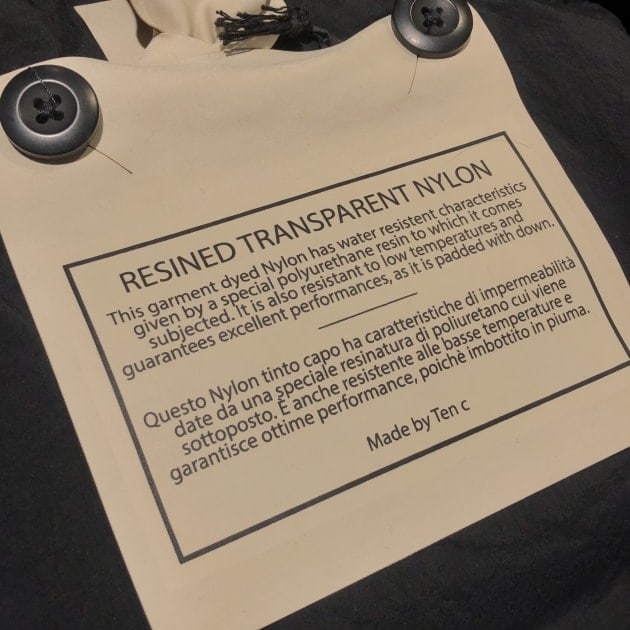 RESINED TRANSPARENT NYLON
This garment dyed Nylon has water resistent characteristics
given by a special polyurethane resin to which it comes
subjected. It is also resistant to low temperatures and
guarantees excellent performances, as it is padded with down.
Questo Nylon tinto capo ha caratteristiche di impermeabilità
date da una speciale resinatura di poliuretano cui viene
sottoposto. È anche resistente alle basse temperature e
garantisce ottime performance, poichè imbottito in piuma.
Made by Ten c